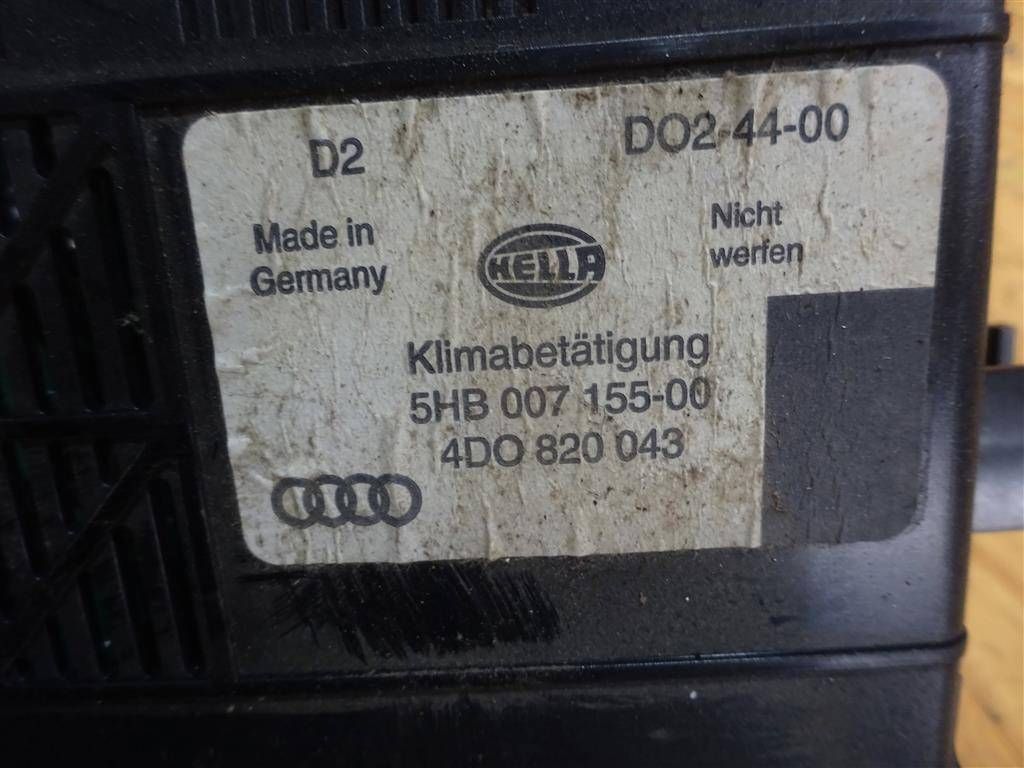 D2
DO2 44-00
Made in
Germany
HELLA
Nicht
werfen
Klimabetätigung
5HB 007 155-00
4DO 820 043